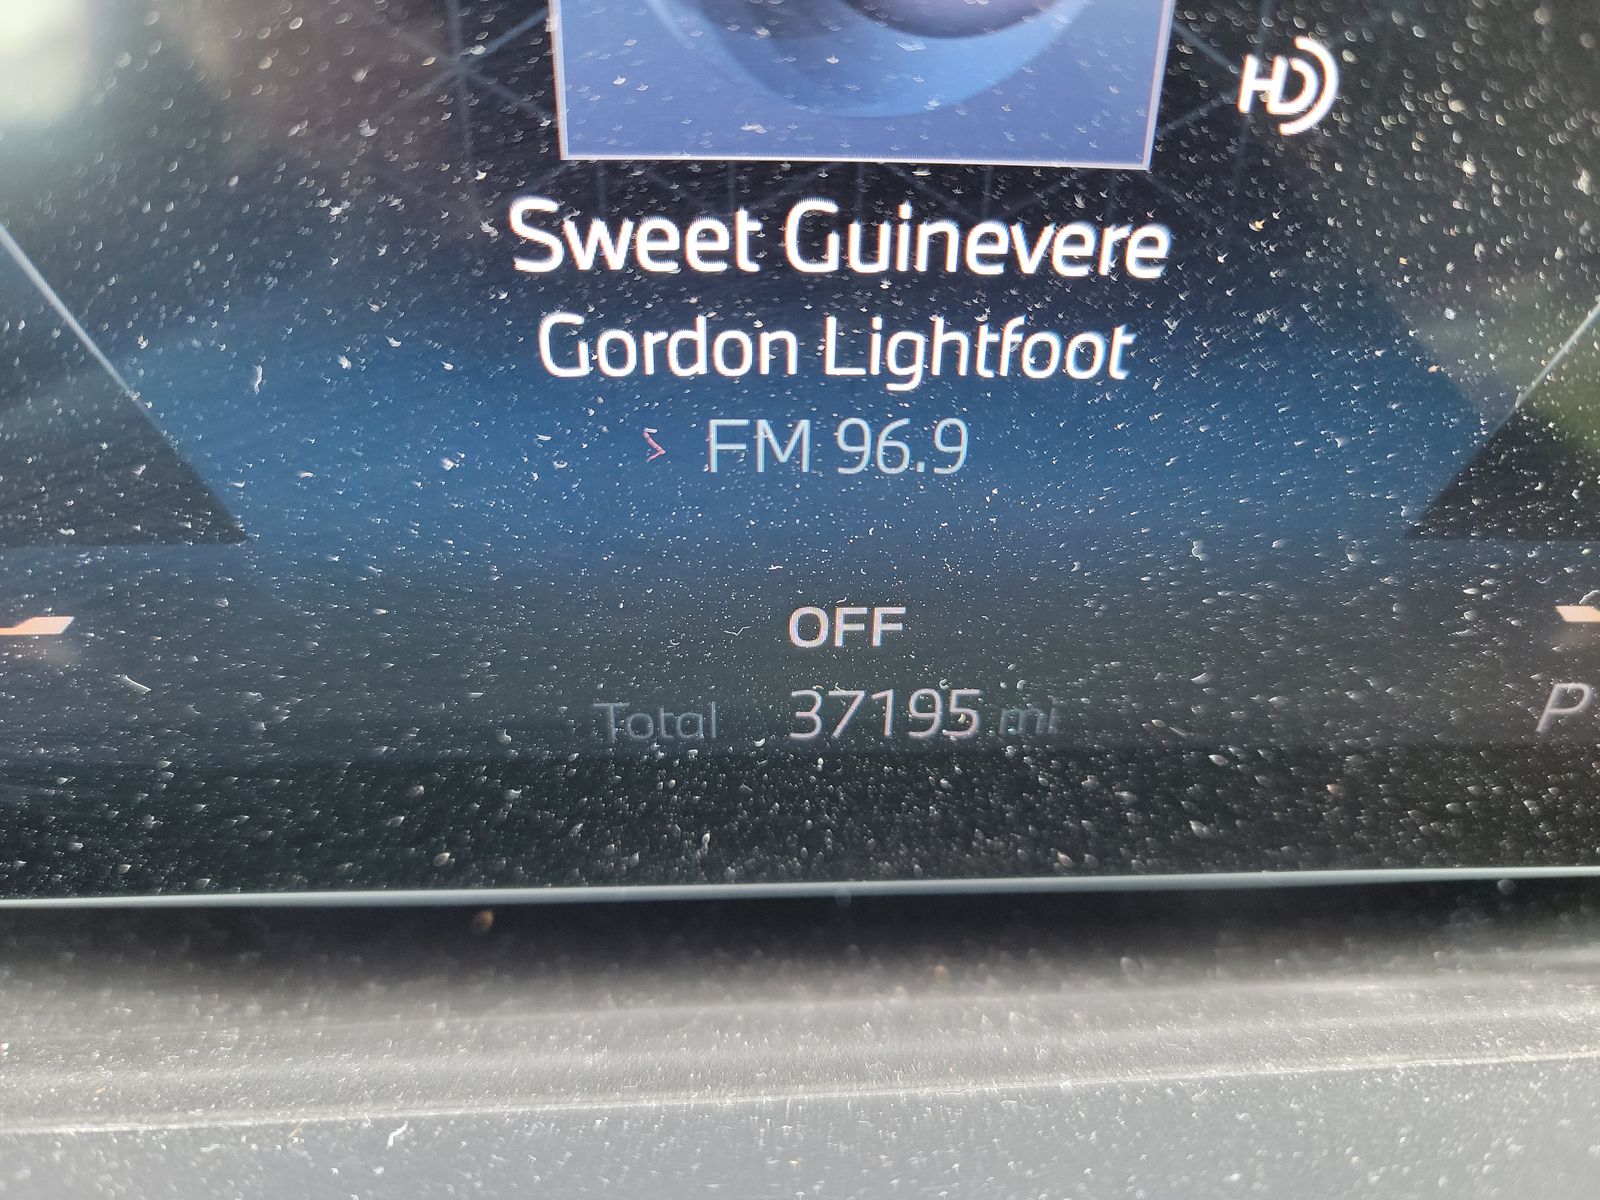 HD
Sweet Guinevere
Gordon Lightfoot
> FM 96.9
OFF
Total 37195 mi
P